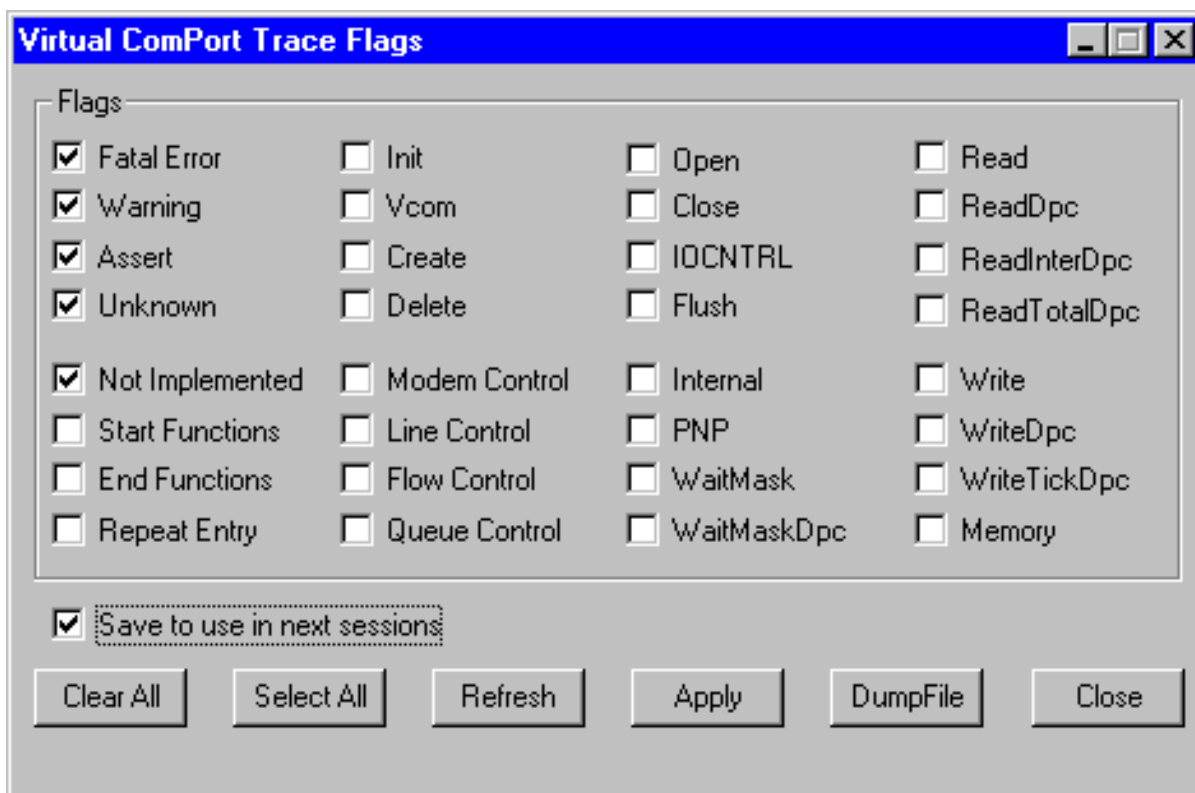 Virtual ComPort Trace Flags
Flags
Fatal Error Init Open Read
Warning Vcom Close ReadDpc
Assert Create IOCNTRL ReadInterDpc
Unknown Delete Flush ReadTotalDpc
Not Implemented Modem Control Internal Write
Start Functions Line Control PNP WriteDpc
End Functions Flow Control WaitMask WriteTickDpc
Repeat Entry Queue Control WaitMaskDpc Memory
Save to use in next sessions
Clear All Select All Refresh Apply DumpFile Close